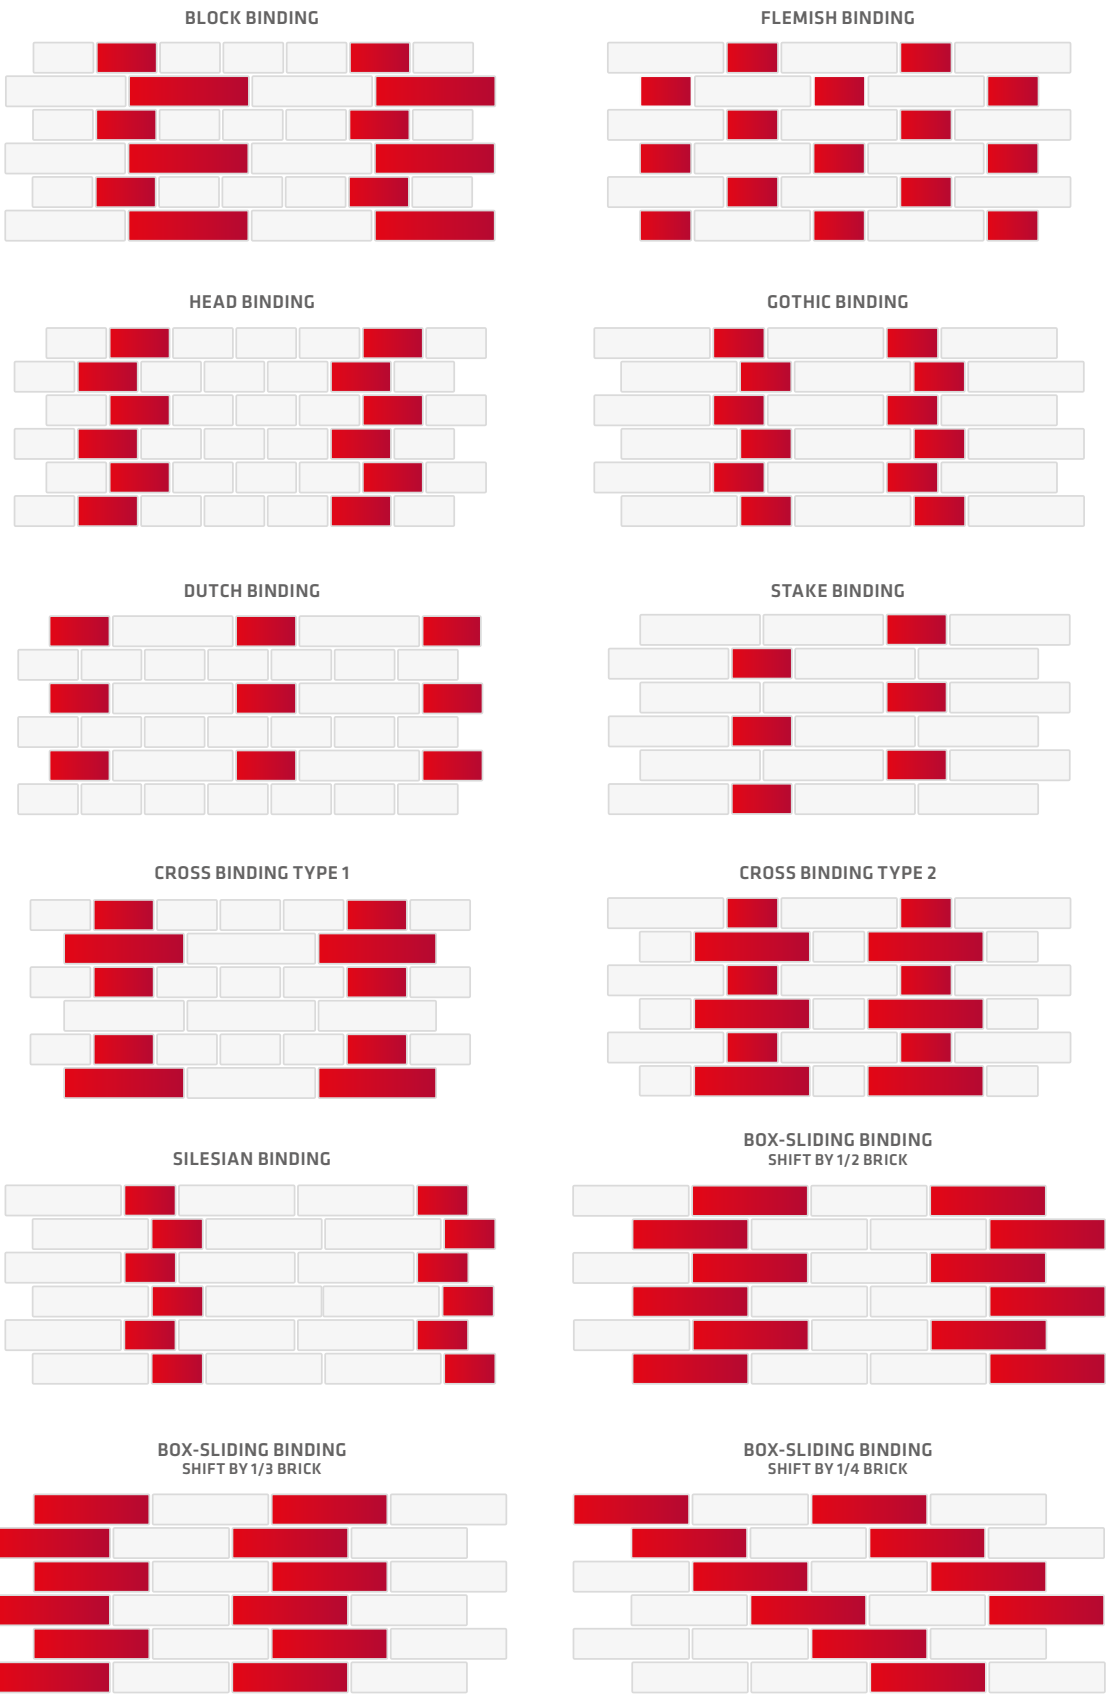 BLOCK BINDING
FLEMISH BINDING
HEAD BINDING
GOTHIC BINDING
DUTCH BINDING
STAKE BINDING
CROSS BINDING TYPE 1
CROSS BINDING TYPE 2
SILESIAN BINDING
BOX-SLIDING BINDING
SHIFT BY 1/2 BRICK
BOX-SLIDING BINDING
SHIFT BY 1/3 BRICK
BOX-SLIDING BINDING
SHIFT BY 1/4 BRICK